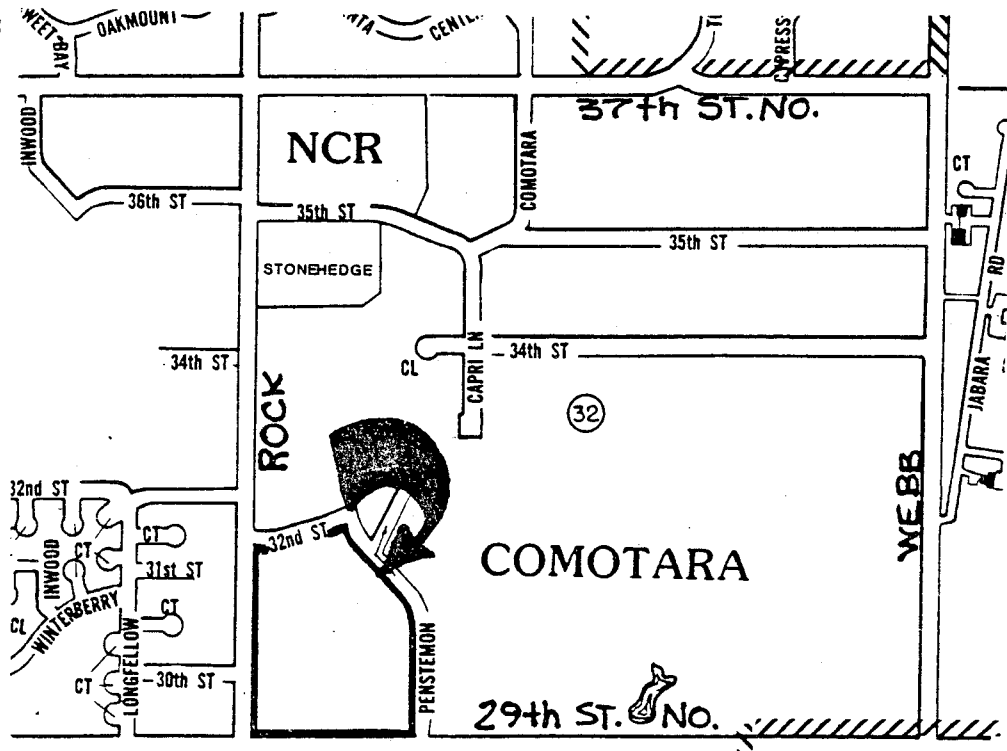 OAKMOUNT
CENTER
SWEET BAY
CYPRESS
37th ST. NO.
INWOOD
NCR
COMOTARA
CT
36th ST
35th ST
35th ST
STONEHEDGE
RD
34th ST
CL
CAPRI LN
34th ST
JABARA
ROCK
32
WEBB
32nd ST
CT
CT
32nd ST
INWOOD
31st ST
COMOTARA
CT
CL
WINTERBERRY
LONGFELLOW
CT
30th ST
PENSTEMON
29th ST. NO.